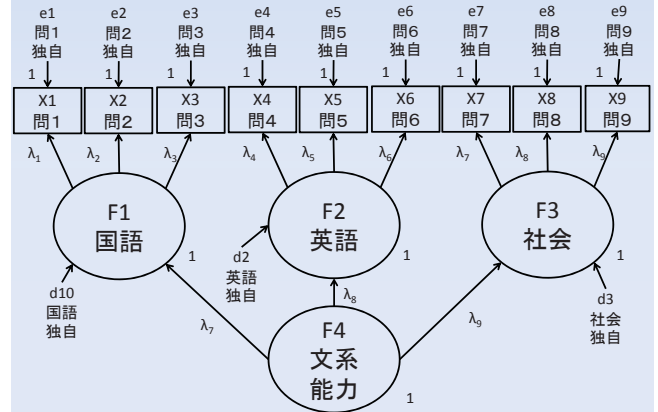 e1 e2 e3 e4 e5 e6 e7 e8 e9
問1 問2 問3 問4 問5 問6 問7 問8 問9
独自 独自 独自 独自 独自 独自 独自 独自 独自
1 1 1 1 1 1 1 1 1
X1 X2 X3 X4 X5 X6 X7 X8 X9
問1 問2 問3 問4 問5 問6 問7 問8 問9
λ₁ λ₂ λ₃ λ₄ λ₅ λ₆ λ₇ λ₈ λ₉
F1 F2 F3
国語 英語 社会
1 1 1
d10
国語
独自
d2
英語
独自
d3
社会
独自
λ₇ λ₈ λ₉
F4
文系
能力
1